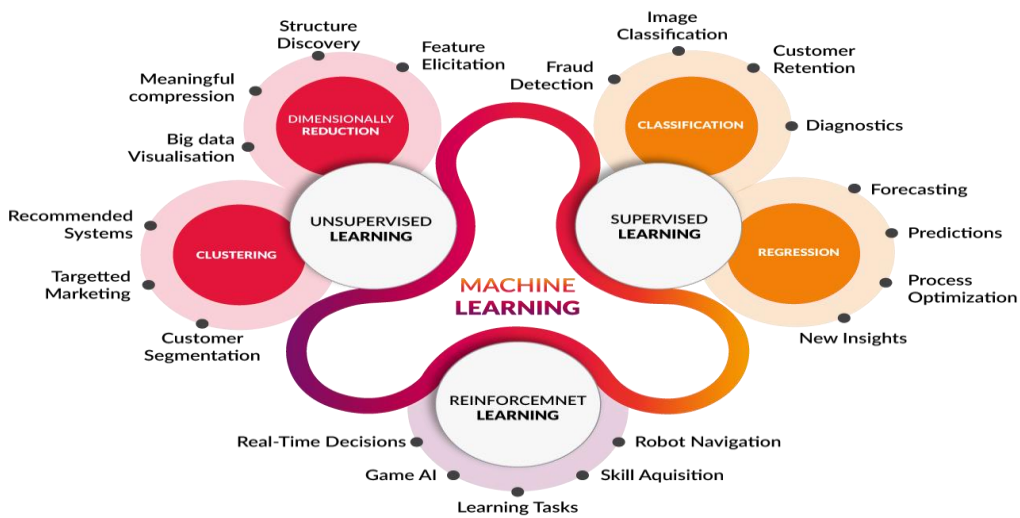 Structure
Discovery
Feature
Elicitation
Meaningful
compression
Big data
Visualisation
DIMENSIONALLY
REDUCTION
Recommended
Systems
Targetted
Marketing
Customer
Segmentation
CLUSTERING
UNSUPERVISED
LEARNING
Image
Classification
Fraud
Detection
Customer
Retention
Diagnostics
CLASSIFICATION
SUPERVISED
LEARNING
Forecasting
Predictions
Process
Optimization
New Insights
REGRESSION
MACHINE
LEARNING
REINFORCEMNET
LEARNING
Real-Time Decisions
Game AI
Learning Tasks
Skill Aquisition
Robot Navigation